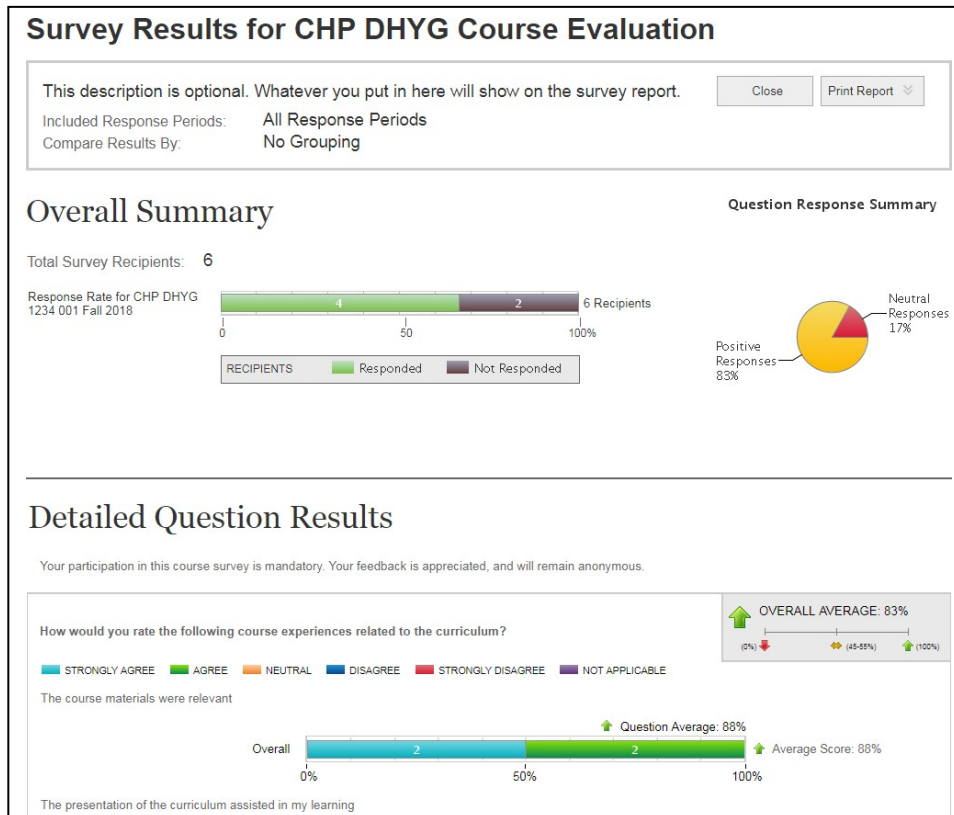 Survey Results for CHP DHYG Course Evaluation
This description is optional. Whatever you put in here will show on the survey report.
Close
Print Report
Included Response Periods: All Response Periods
Compare Results By: No Grouping
Overall Summary
Question Response Summary
Total Survey Recipients: 6
Response Rate for CHP DHYG
1234 001 Fall 2018
4
2
6 Recipients
0
50
100%
RECIPIENTS Responded Not Responded
Neutral
Responses
17%
Positive
Responses
83%
Detailed Question Results
Your participation in this course survey is mandatory. Your feedback is appreciated, and will remain anonymous.
OVERALL AVERAGE: 83%
(0%) (45-55%) (100%)
How would you rate the following course experiences related to the curriculum?
STRONGLY AGREE AGREE NEUTRAL DISAGREE STRONGLY DISAGREE NOT APPLICABLE
The course materials were relevant
Question Average: 88%
Overall 2 2 Average Score: 88%
0% 50% 100%
The presentation of the curriculum assisted in my learning